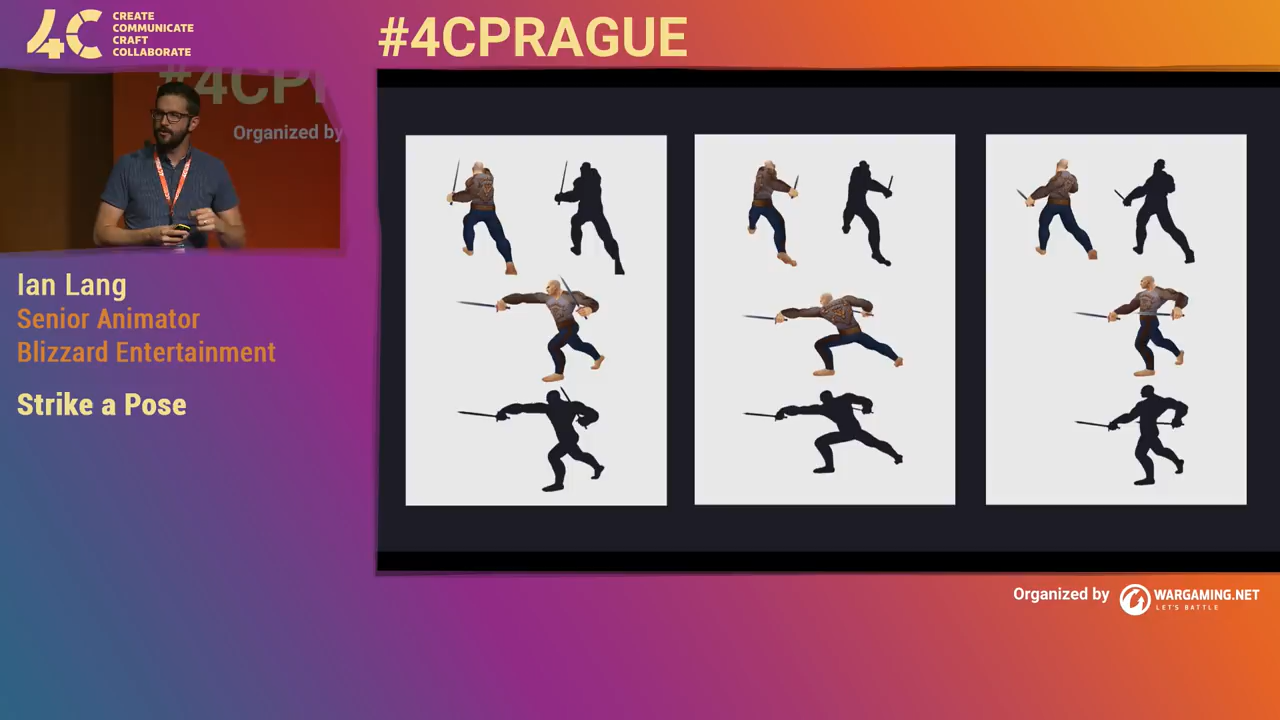 4C
CREATE
COMMUNICATE
CRAFT
COLLABORATE
#4CPRAGUE
#4CP
Organized by
Ian Lang
Senior Animator
Blizzard Entertainment
Strike a Pose
Organized by
WARGAMING.NET
LET'S BATTLE